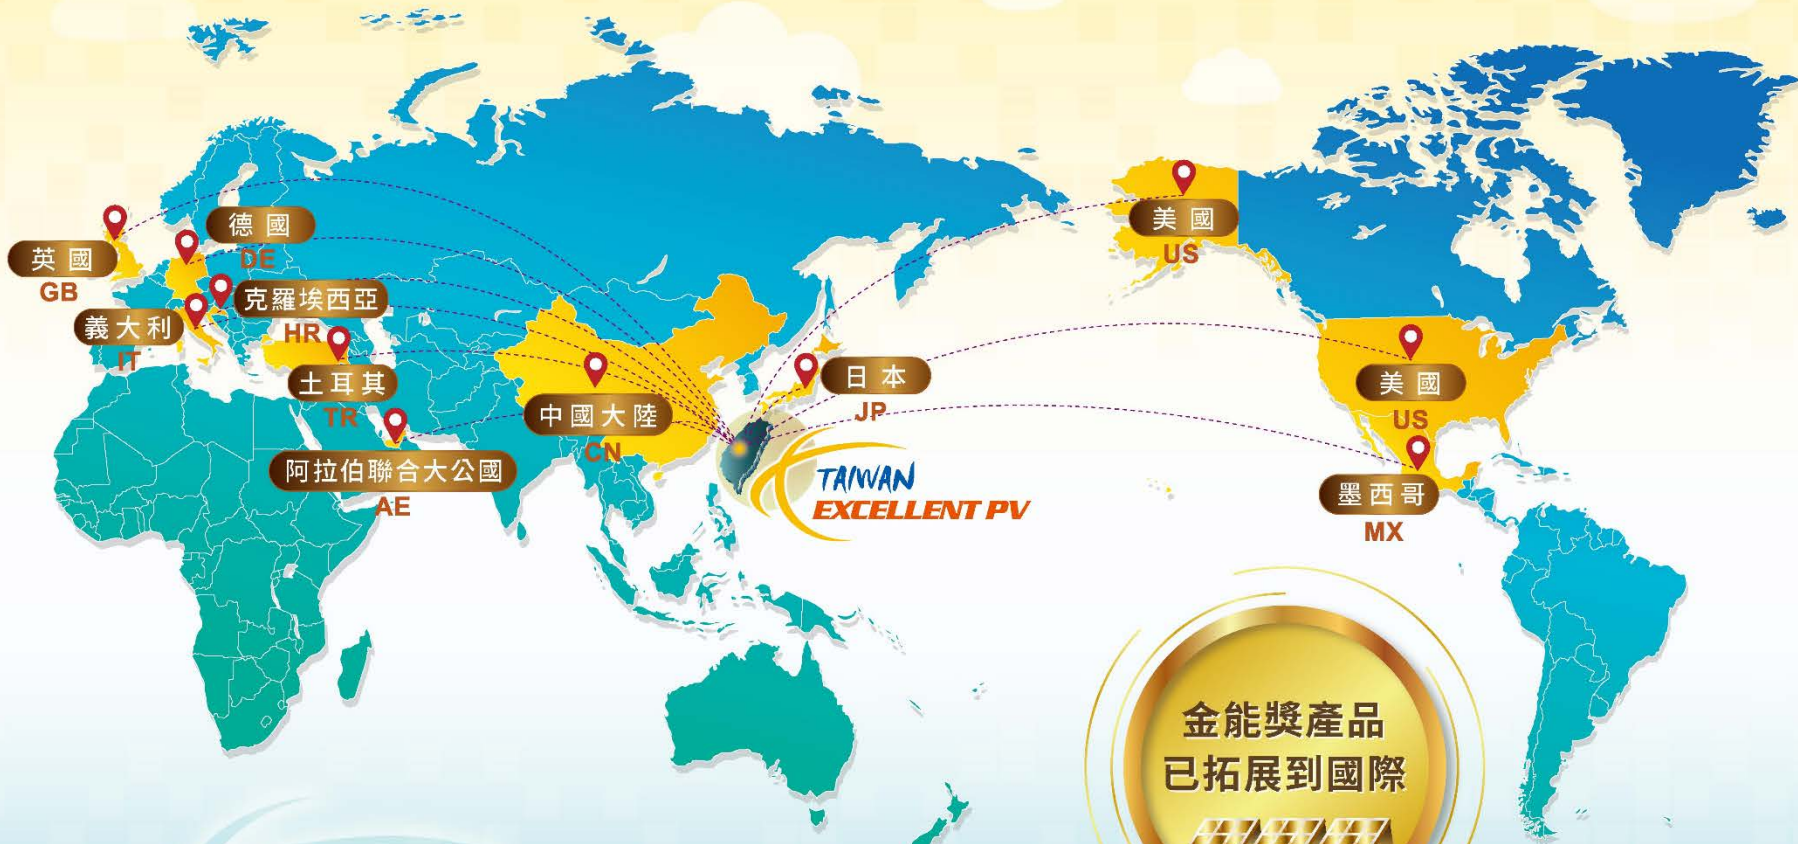 英國
GB
德國
DE
克羅埃西亞
HR
義大利
IT
土耳其
TR
阿拉伯聯合大公國
AE
中國大陸
CN
日本
JP
TAIWAN
EXCELLENT PV
美國
US
美國
US
墨西哥
MX
金能獎產品
已拓展到國際